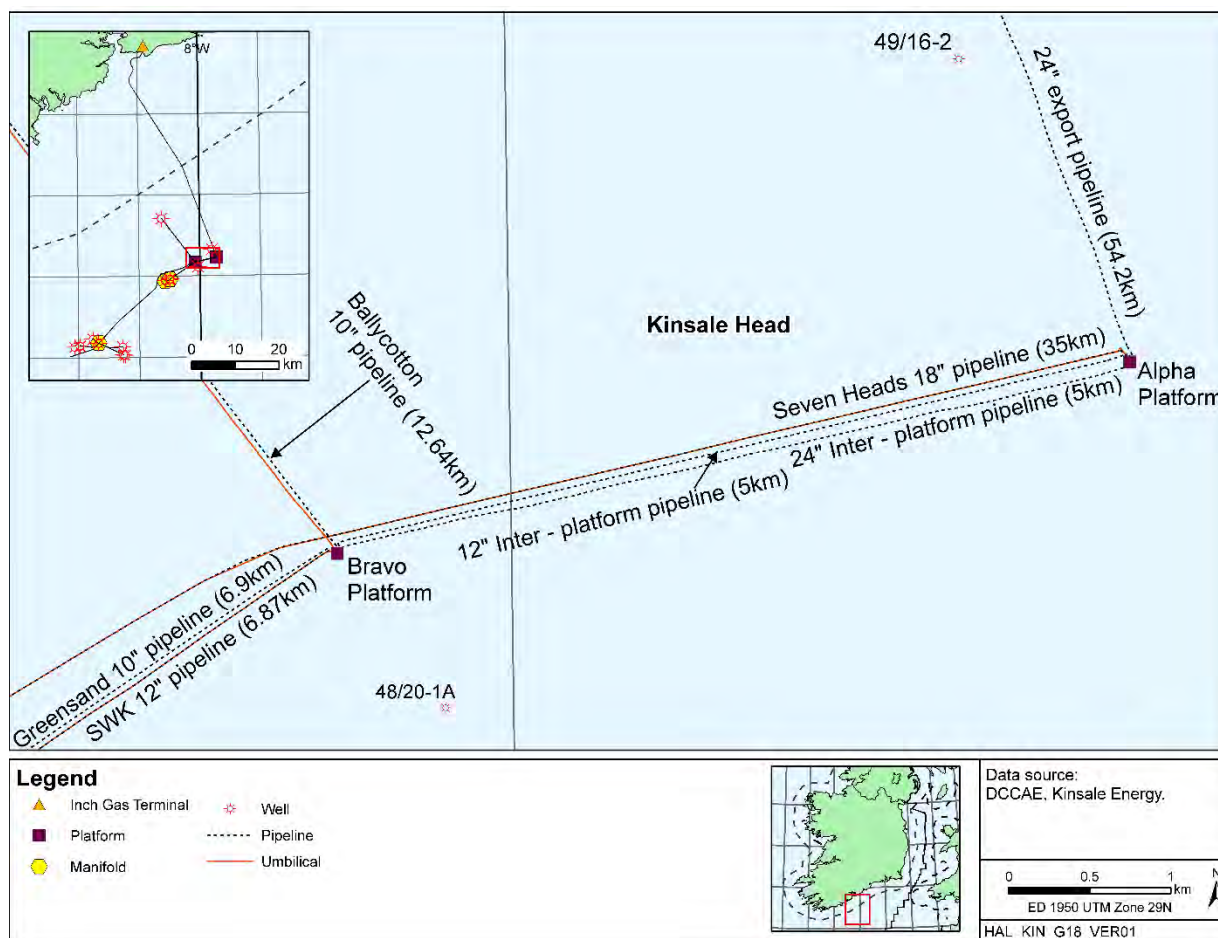 8°W
0 10 20
km
49/16-2
24" export pipeline (54.2km)
Ballycotton
10" pipeline (12.64km)
Kinsale Head
Seven Heads 18" pipeline (35km)
Alpha
Platform
24" Inter - platform pipeline (5km)
12" Inter - platform pipeline (5km)
Bravo
Platform
Greensand 10" pipeline (6.9km)
SWK 12" pipeline (6.87km)
48/20-1A
Legend
Inch Gas Terminal
Platform
Manifold
Well
Pipeline
Umbilical
Data source:
DCCAE, Kinsale Energy.
0 0.5 1
km
N
ED 1950 UTM Zone 29N
HAL_KIN_G18_VER01